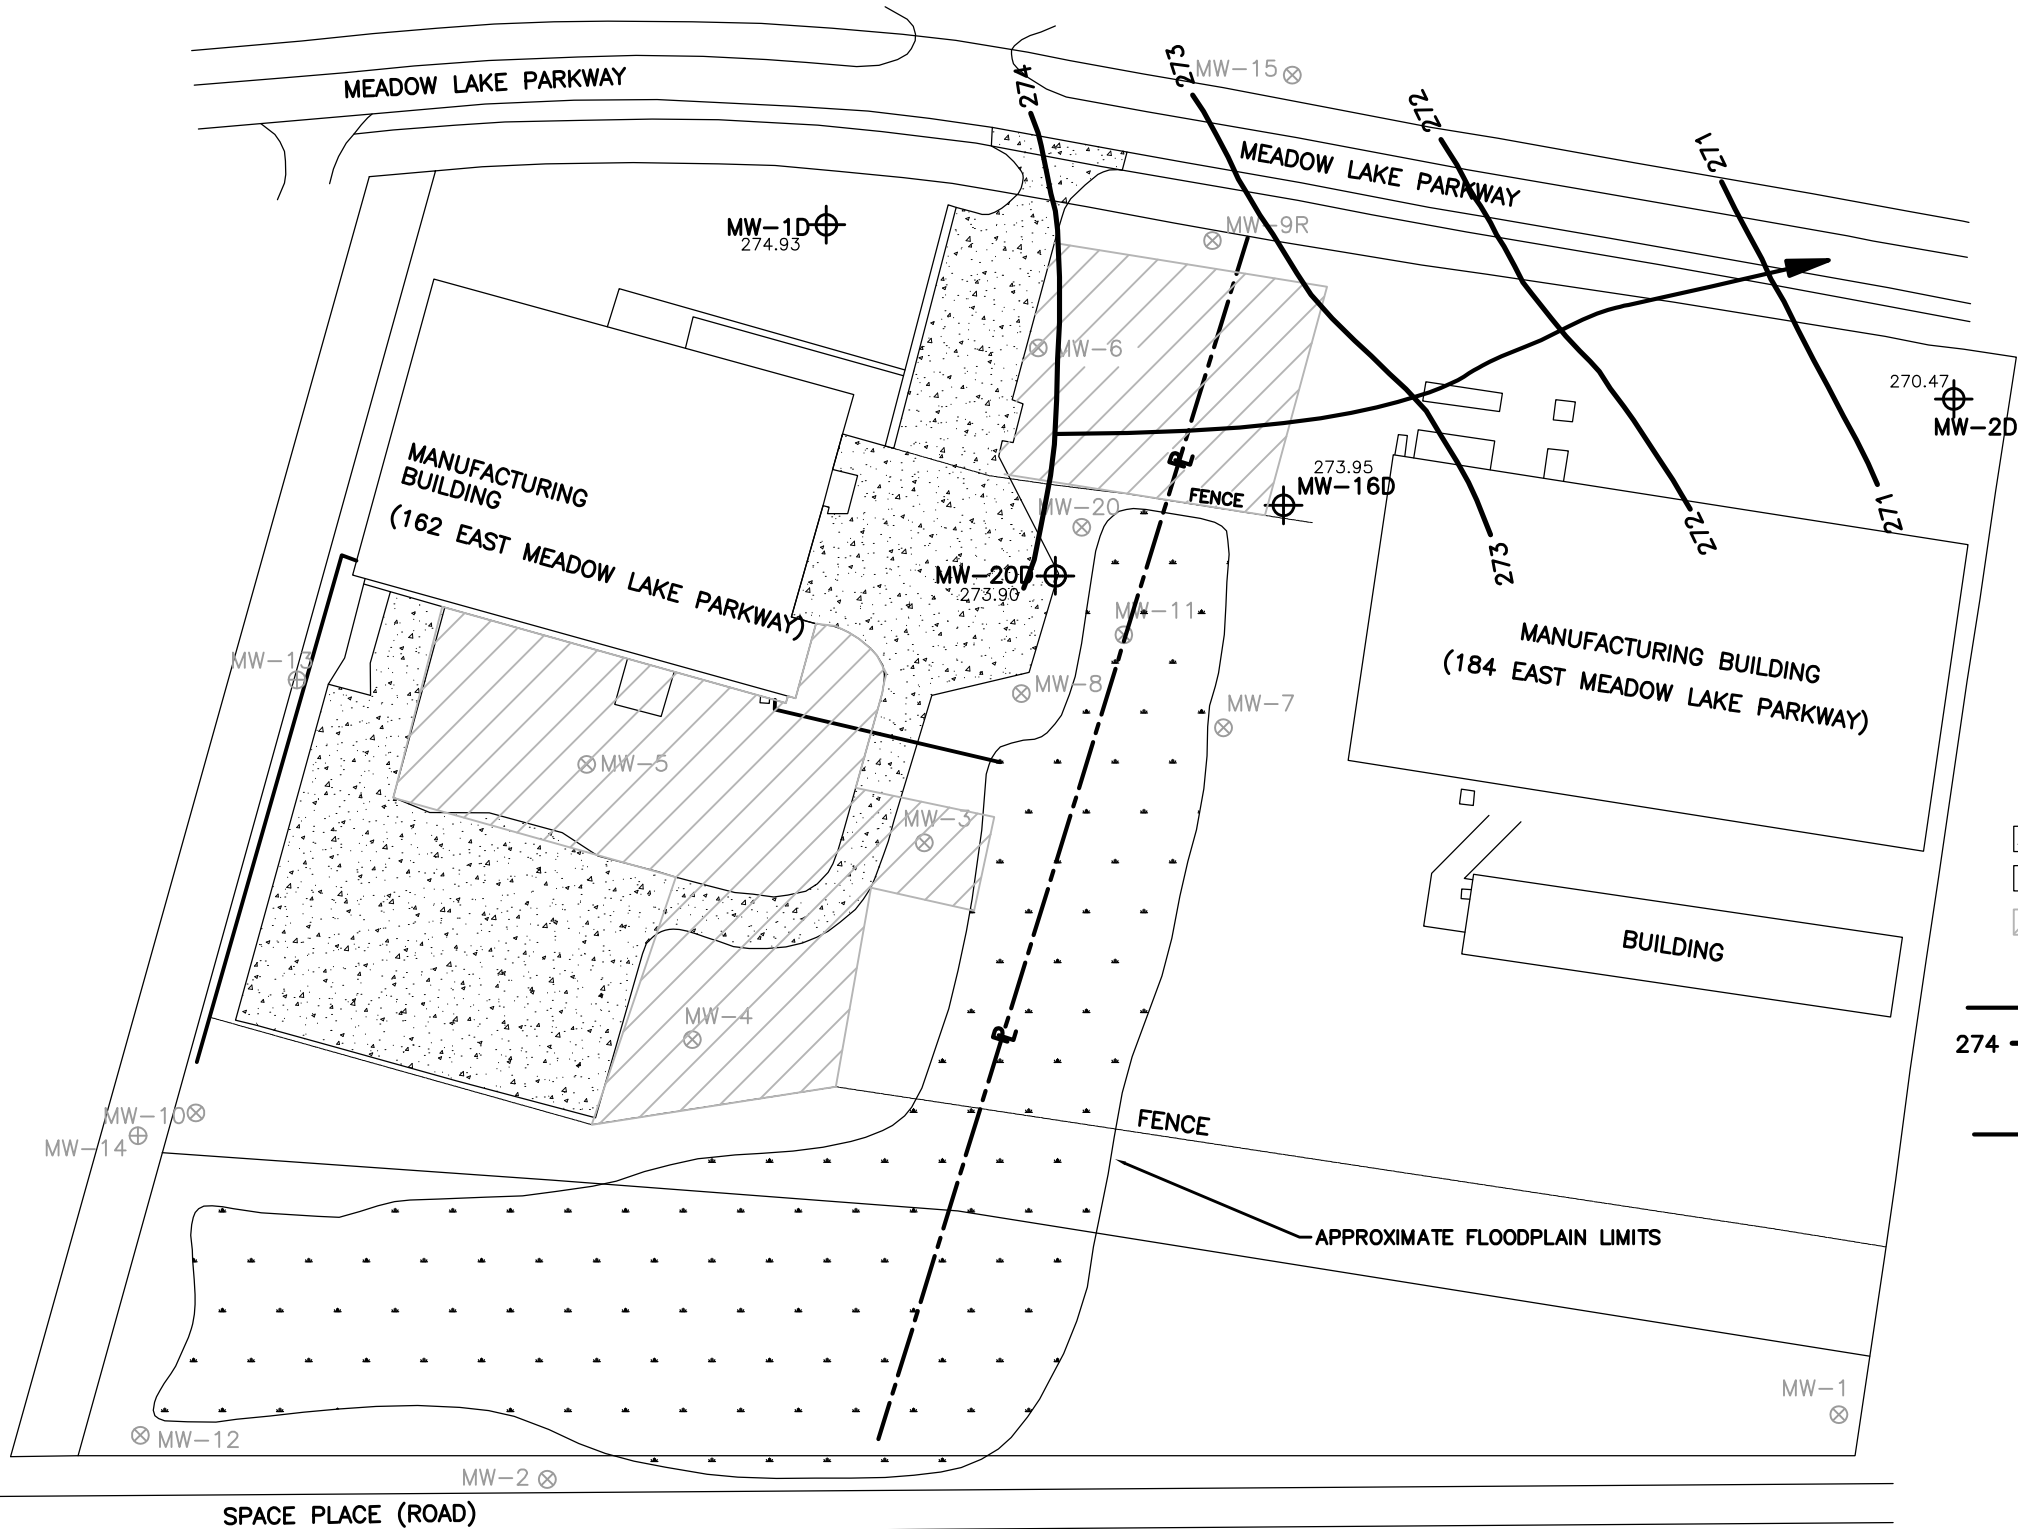 MEADOW LAKE PARKWAY
274
273
MW-15
272
271
MEADOW LAKE PARKWAY
MW-1D
274.93
MW-9R
MW-6
270.47
MW-2D
MANUFACTURING
BUILDING
(162 EAST MEADOW LAKE PARKWAY)
273.95
MW-16D
FENCE
MW-20
271
272
273
MW-20D
273.90
MW-11
MANUFACTURING BUILDING
(184 EAST MEADOW LAKE PARKWAY)
MW-13
MW-8
MW-7
MW-5
MW-3
BUILDING
MW-4
274
MW-10
MW-14
FENCE
APPROXIMATE FLOODPLAIN LIMITS
MW-1
MW-12
MW-2
SPACE PLACE (ROAD)